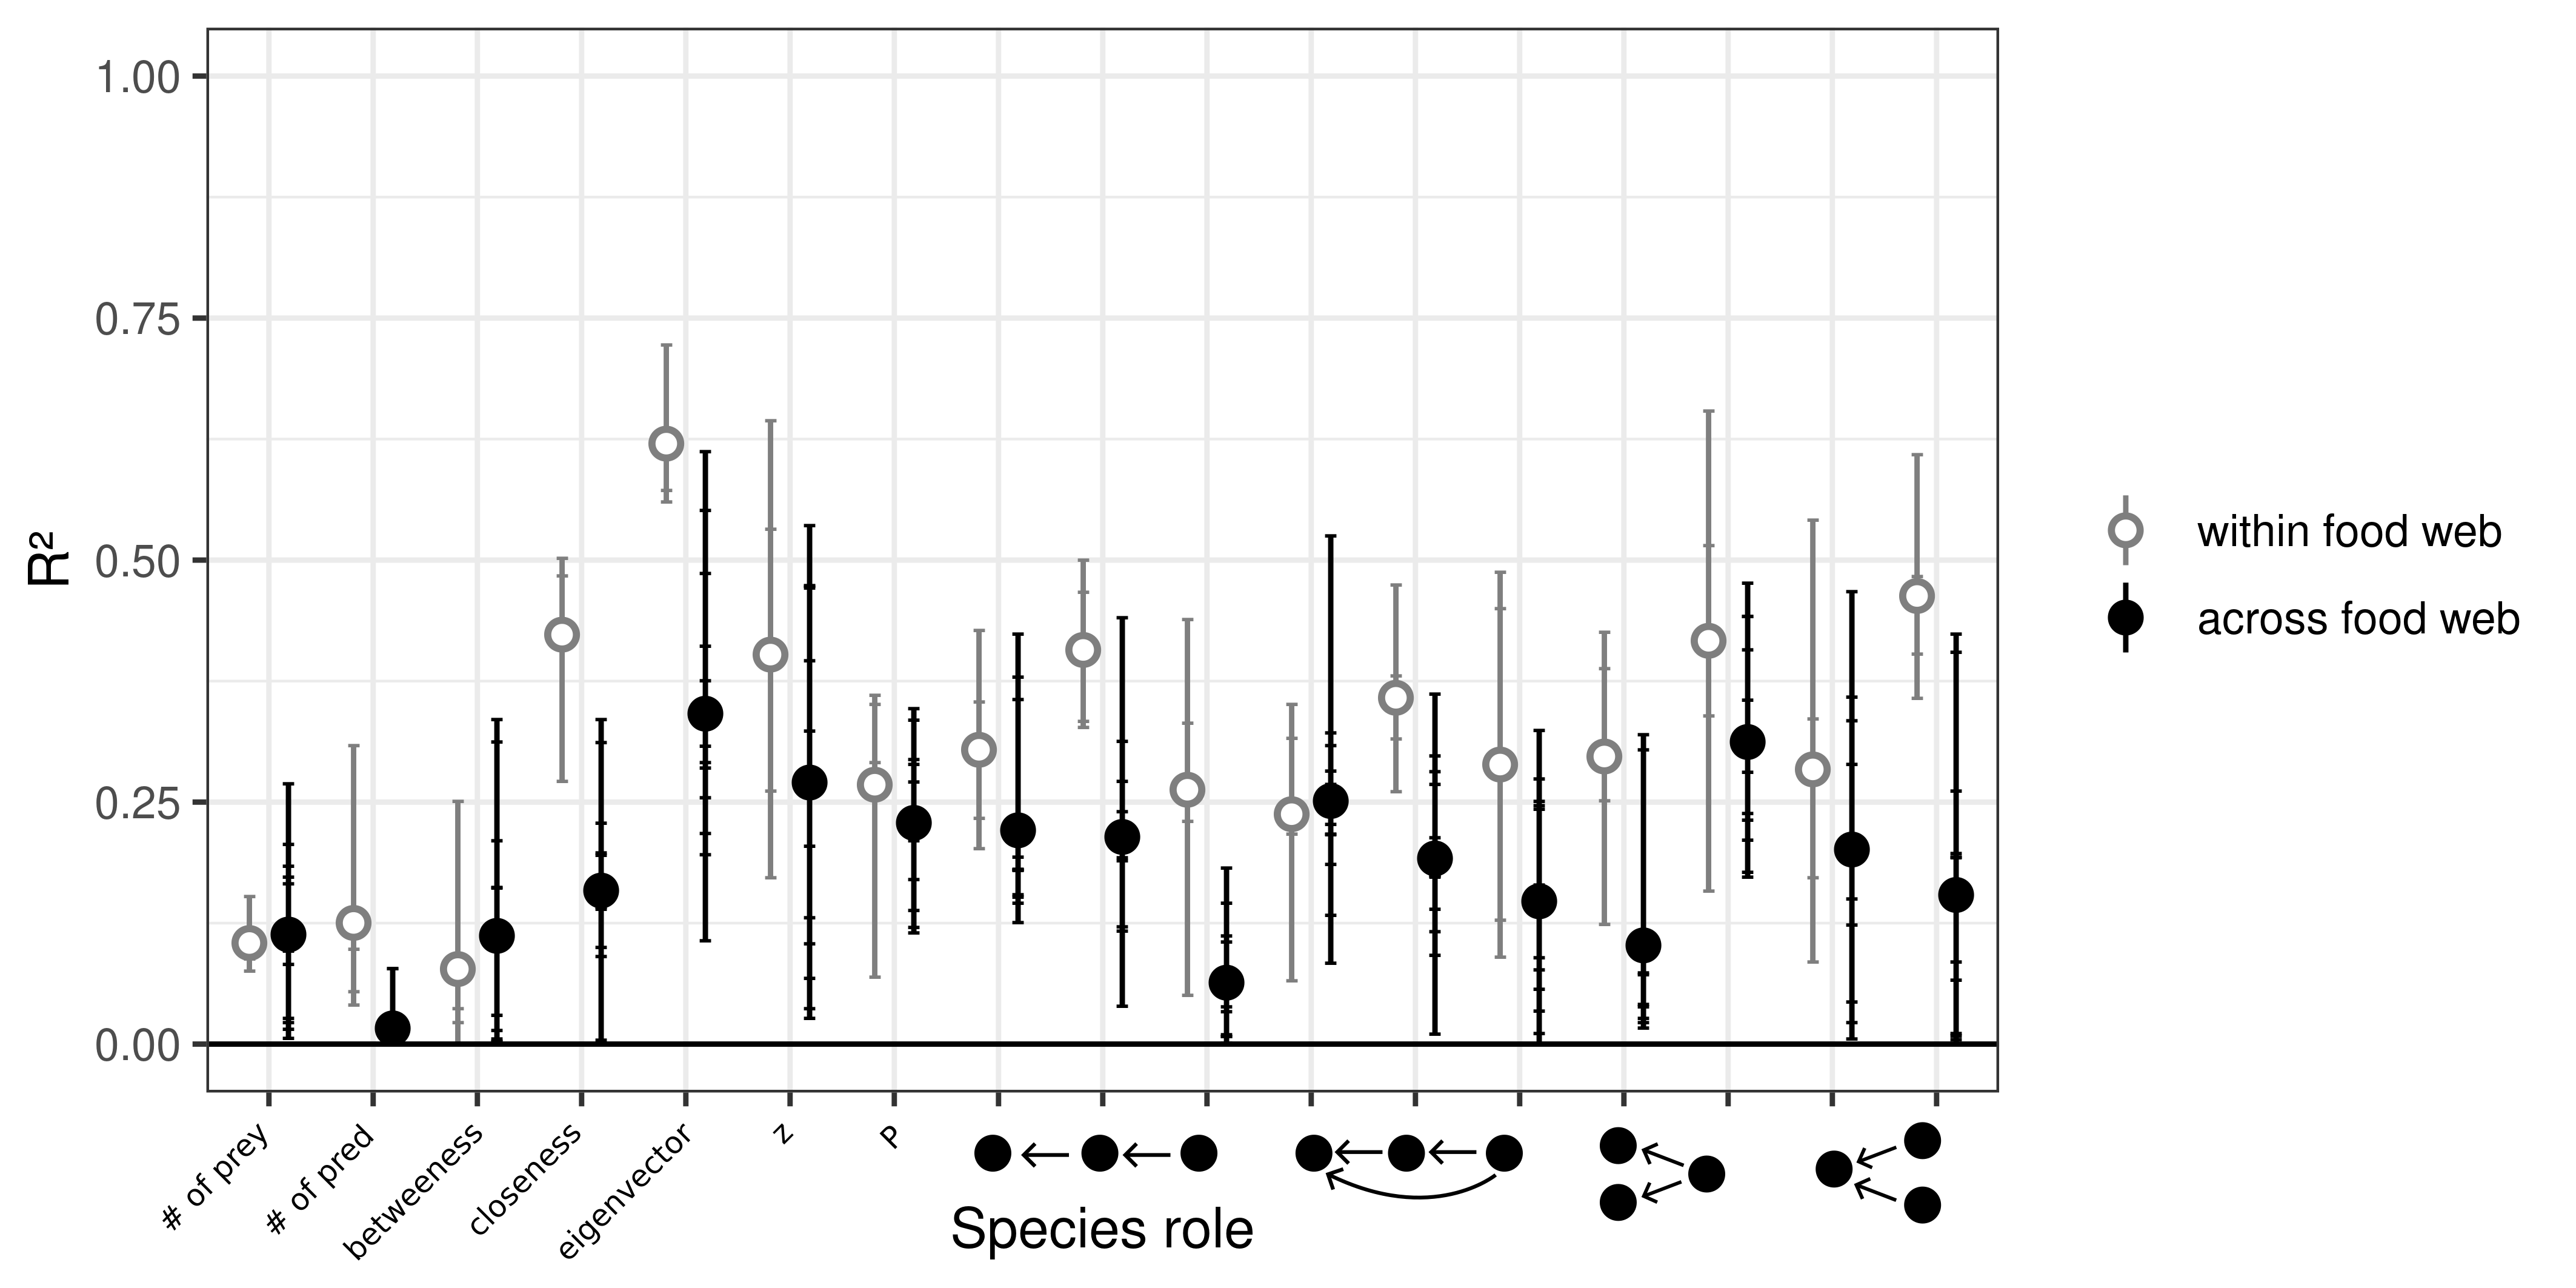 1.00
0.75
0.50
0.25
0.00
R²
# of prey
# of pred
betweeness
closeness
eigenvector
z
P
Species role
within food web
across food web